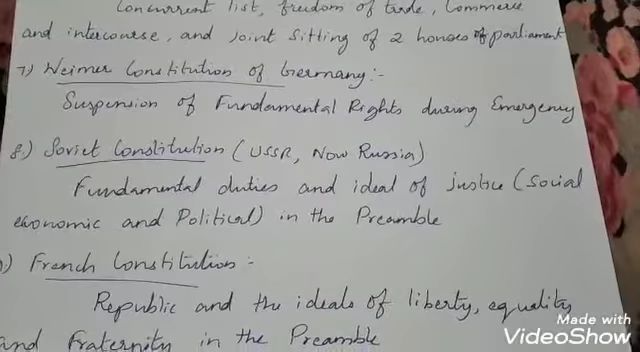 Concurrent list, freedom of trade, Commerce
and intercourse, and Joint Sitting of 2 houses of parliament
7) Weimer Constitution of Germany:-
Suspension of Fundamental Rights during Emergency
8.) Soviet Constitution (USSR, Now Russia)
Fundamental duties and ideal of justice (Social
economic and Political) in the Preamble
) French Constitution:-
Republic and the ideals of liberty, equality
and Fraternity in the Preamble
Made with
VideoShow